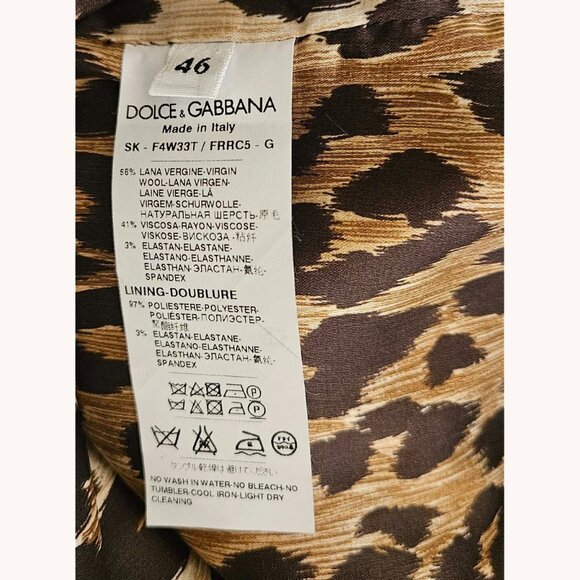 46
DOLCE & GABBANA
Made in Italy
SK - F4W33T / FRRC5 - G
56% LANA VERGINE-VIRGIN
WOOL-LANA VIRGEN-
LAINE VIERGE-LÃ
VIRGEM-SCHURWOLLE-
НАТУРАЛЬНАЯ ШЕРСТЬ-原毛
41% VISCOSA-RAYON-VISCOSE-
VISKOSE-ВИСКОЗА-粘纤
3% ELASTAN-ELASTANE-
ELASTANO-ELASTHANNE-
ELASTHAN-ЭЛАСТАН-氨纶-
SPANDEX
LINING-DOUBLURE
97% POLIESTERE-POLYESTER-
POLIÉSTER-ПОЛИЭСТЕР-
聚酯纤维
3% ELASTAN-ELASTANE-
ELASTANO-ELASTHANNE-
ELASTHAN-ЭЛАСТАН-氨纶-
SPANDEX
タンブル乾燥は避けてください
NO WASH IN WATER-NO BLEACH-NO
TUMBLER-COOL IRON-LIGHT DRY
CLEANING